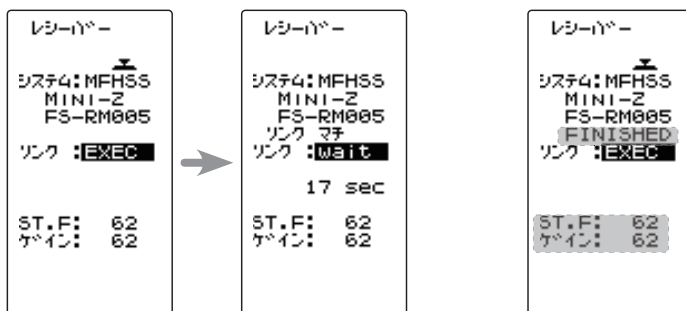 レシーバー
システム:MFHSS
MINI-Z
FS-RM005
リンク :EXEC
ST.F: 62
ゲイン: 62
レシーバー
システム:MFHSS
MINI-Z
FS-RM005
リンク マチ
リンク :wait
17 sec
ST.F: 62
ゲイン: 62
レシーバー
システム:MFHSS
MINI-Z
FS-RM005
FINISHED
リンク :EXEC
ST.F: 62
ゲイン: 62